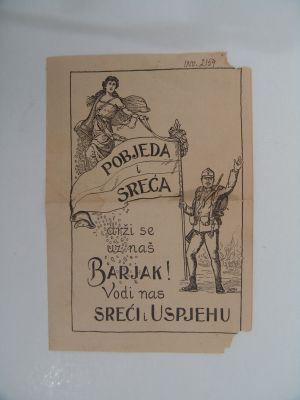 INV. 2159
POBJEDA
i
SREĆA
drži se
uz naš
BARJAK!
Vodi nas
SREĆI i USPJEHU